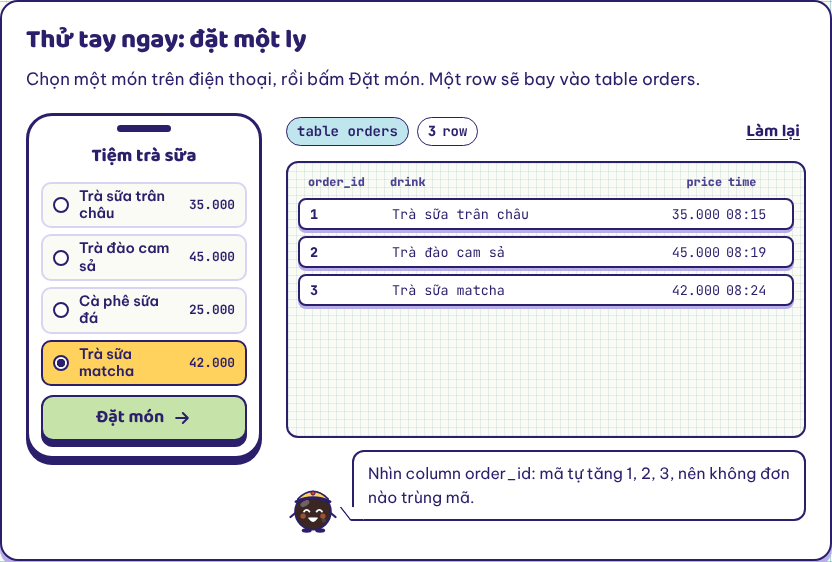 Thử tay ngay: đặt một ly
Chọn một món trên điện thoại, rồi bấm Đặt món. Một row sẽ bay vào table orders.
Tiệm trà sữa
Trà sữa trân
châu
35.000
Trà đào cam
sả
45.000
Cà phê sữa
đá
25.000
Trà sữa
matcha
42.000
Đặt món →
table orders
3 row
Làm lại
order_id drink price time
1 Trà sữa trân châu 35.000 08:15
2 Trà đào cam sả 45.000 08:19
3 Trà sữa matcha 42.000 08:24
Nhìn column order_id: mã tự tăng 1, 2, 3, nên không đơn
nào trùng mã.